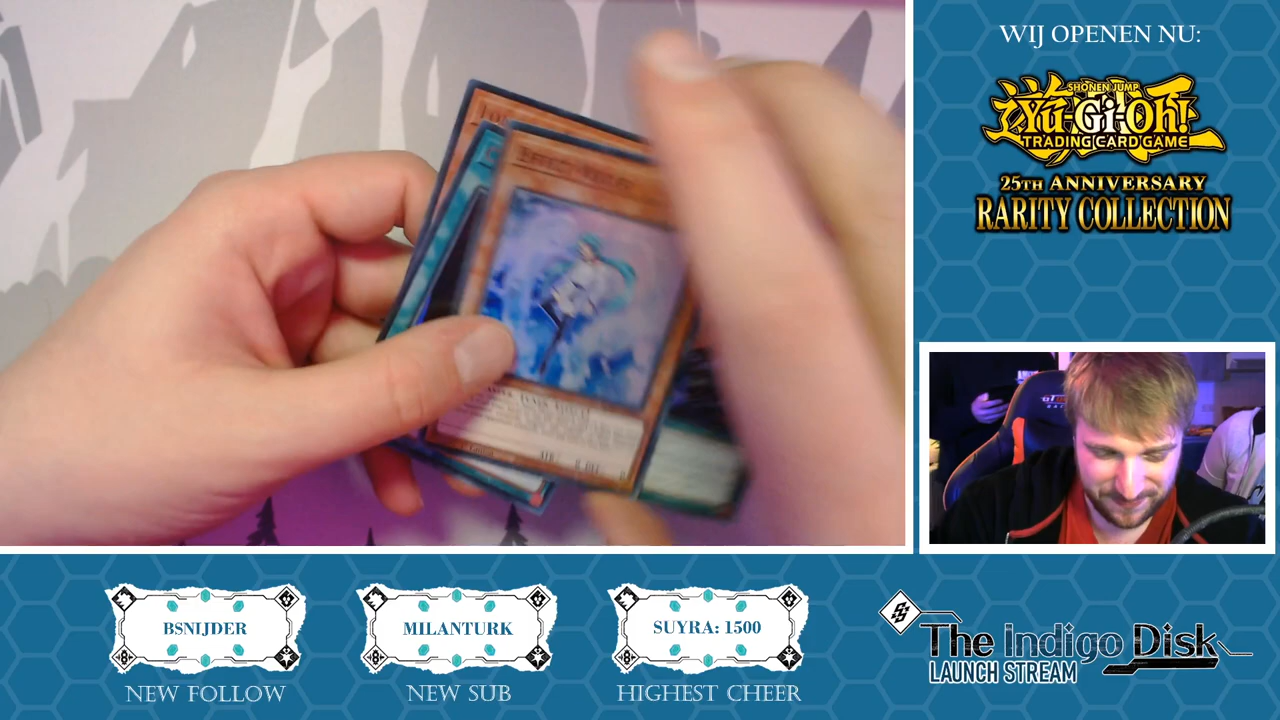 WIJ OPENEN NU:
SHONEN JUMP
Yu-Gi-Oh!
TRADING CARD GAME
25TH ANNIVERSARY
RARITY COLLECTION
BSNIJDER
MILANTURK
SUYRA: 1500
NEW FOLLOW
NEW SUB
HIGHEST CHEER
The Indigo Disk
LAUNCH STREAM